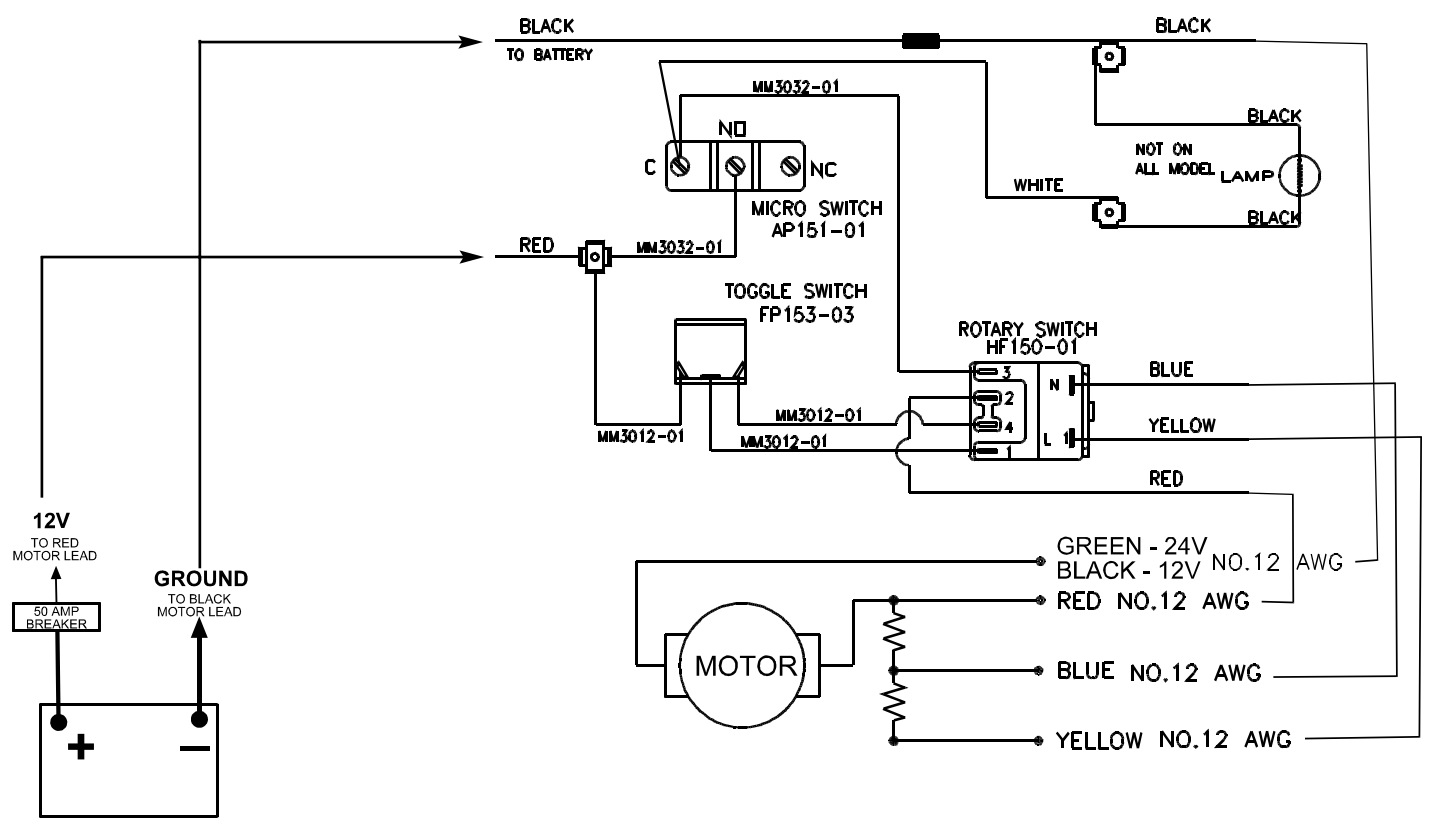 BLACK
TO BATTERY
BLACK
MM3032-01
NO
C
NC
BLACK
NOT ON
ALL MODEL
LAMP
WHITE
BLACK
MICRO SWITCH
AP151-01
RED
MM3032-01
TOGGLE SWITCH
FP153-03
ROTARY SWITCH
HF150-01
3
N
BLUE
2
MM3012-01
4
YELLOW
MM3012-01
MM3012-01
1
L 1
RED
12V
TO RED
MOTOR LEAD
50 AMP
BREAKER
GROUND
TO BLACK
MOTOR LEAD
GREEN - 24V
BLACK - 12V
NO.12 AWG
RED NO.12 AWG
MOTOR
BLUE NO.12 AWG
YELLOW NO.12 AWG
+
−